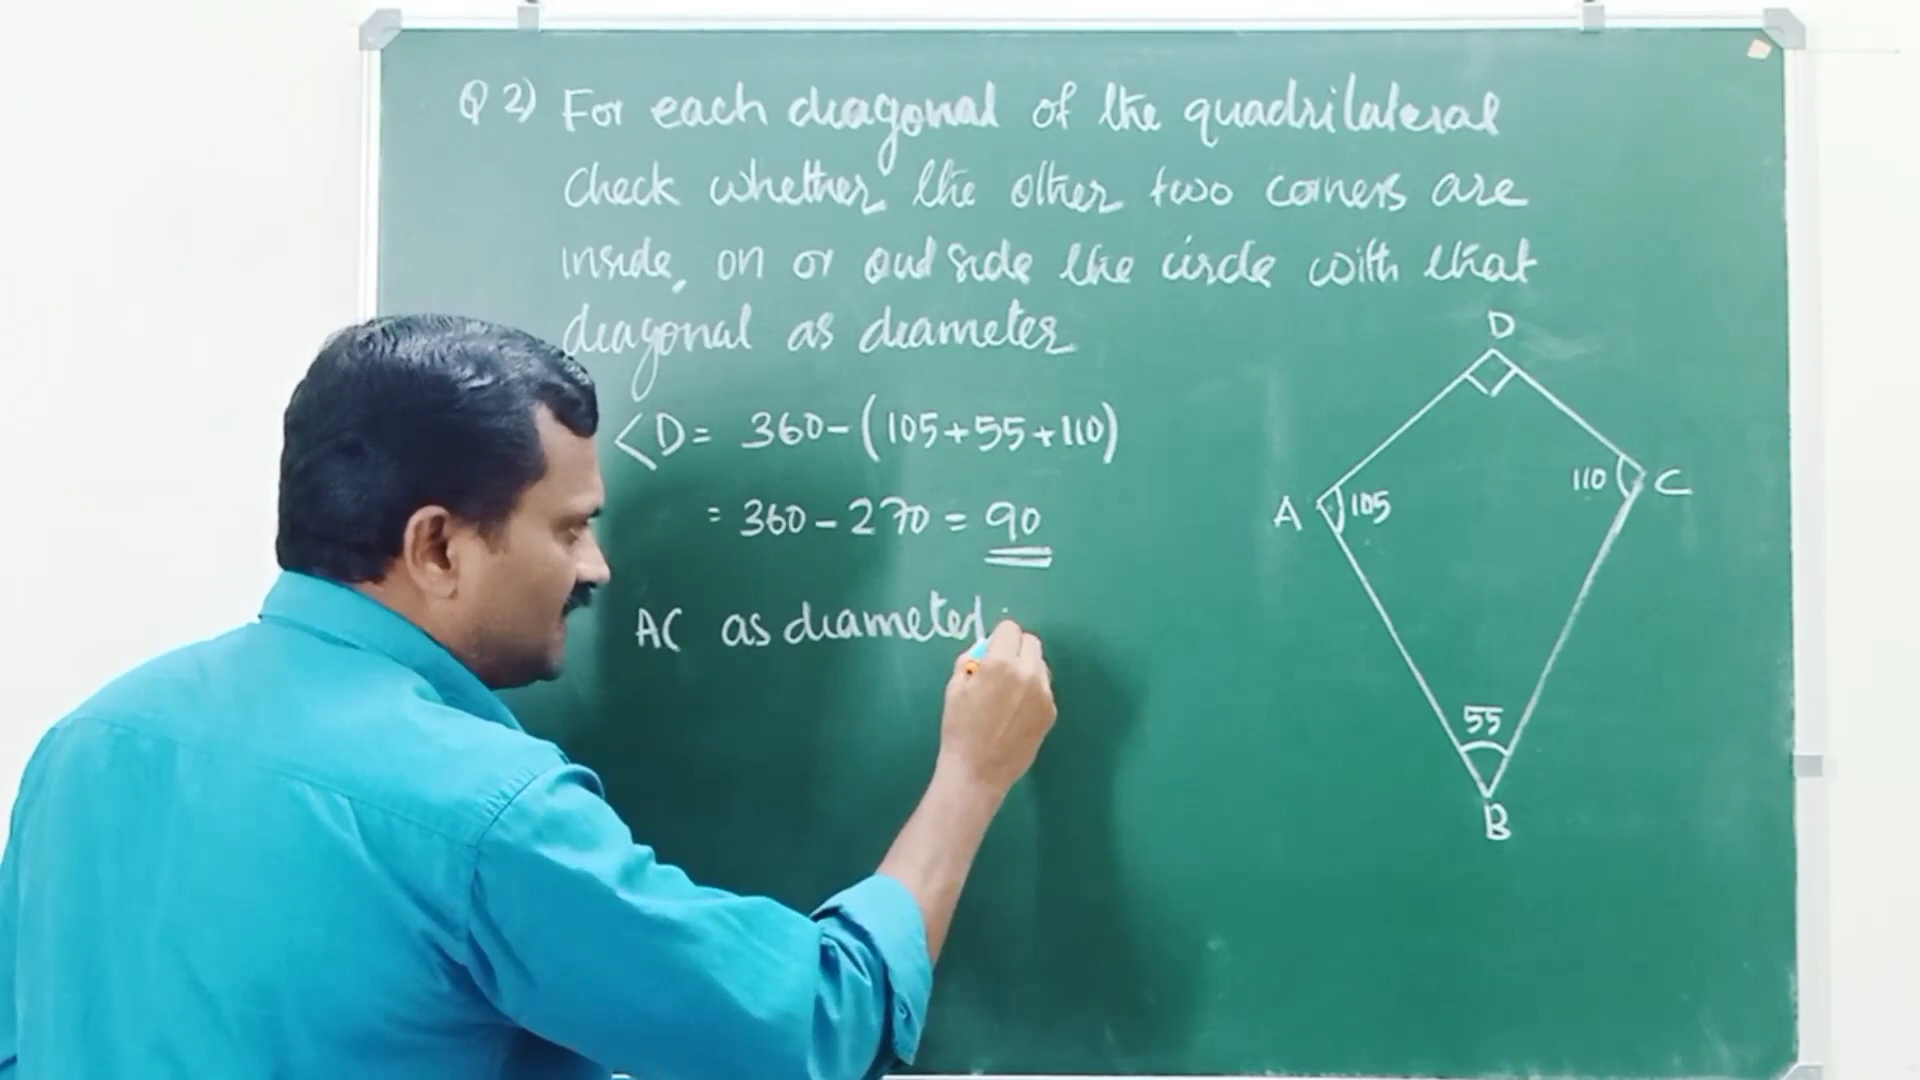 Q 2) For each diagonal of the quadrilateral
check whether the other two corners are
inside, on or outside the circle with that
diagonal as diameter
<D = 360-(105+55+110)
= 360-270 = 90
AC as diameter
D
A
105
110
C
55
B